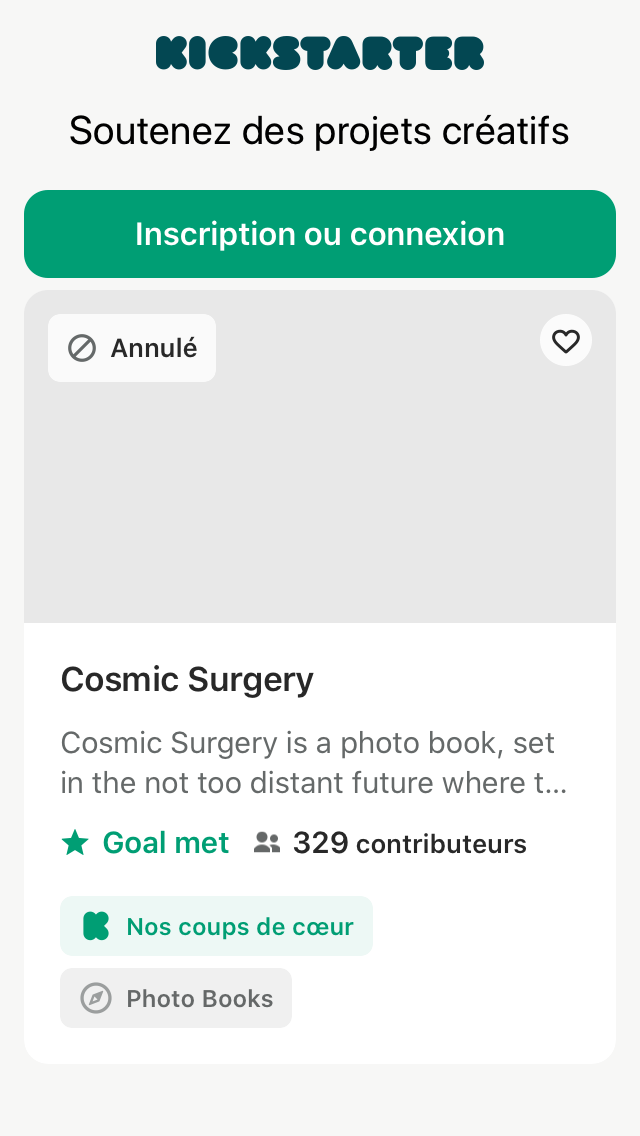 KICKSTARTER
Soutenez des projets créatifs
Inscription ou connexion
Annulé
Cosmic Surgery
Cosmic Surgery is a photo book, set
in the not too distant future where t...
Goal met 329 contributeurs
Nos coups de cœur
Photo Books